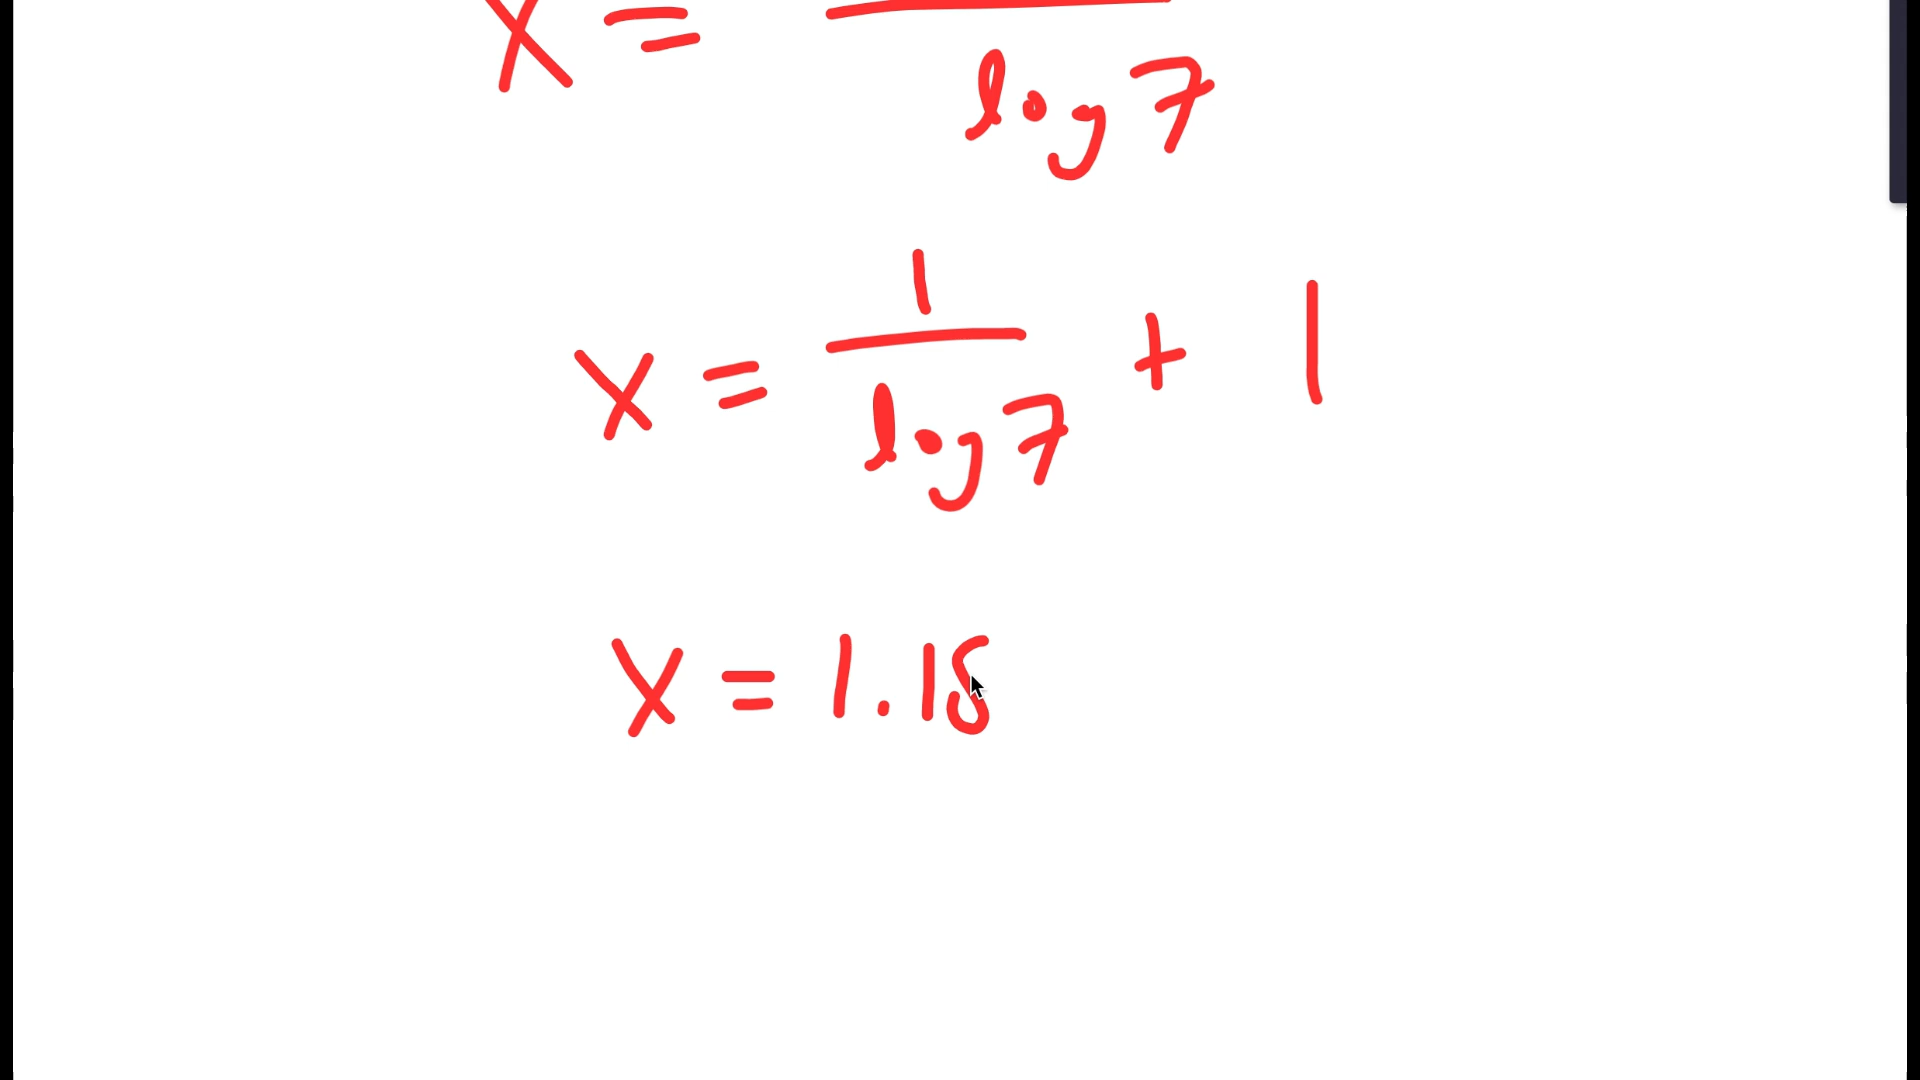 x = ――― log 7
x = 1/log 7 + 1
x = 1.18